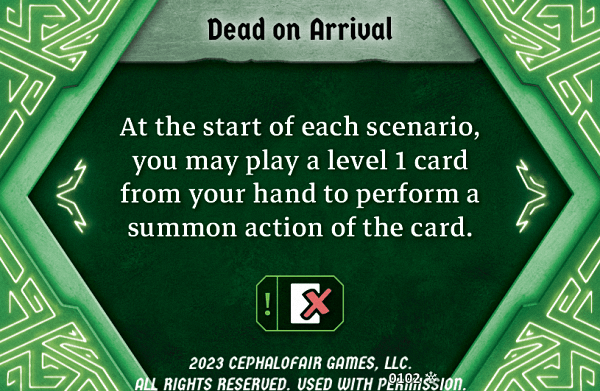 Dead on Arrival
At the start of each scenario,
you may play a level 1 card
from your hand to perform a
summon action of the card.
!
2023 CEPHALOFAIR GAMES, LLC.
ALL RIGHTS RESERVED. USED WITH PERMISSION.
0102